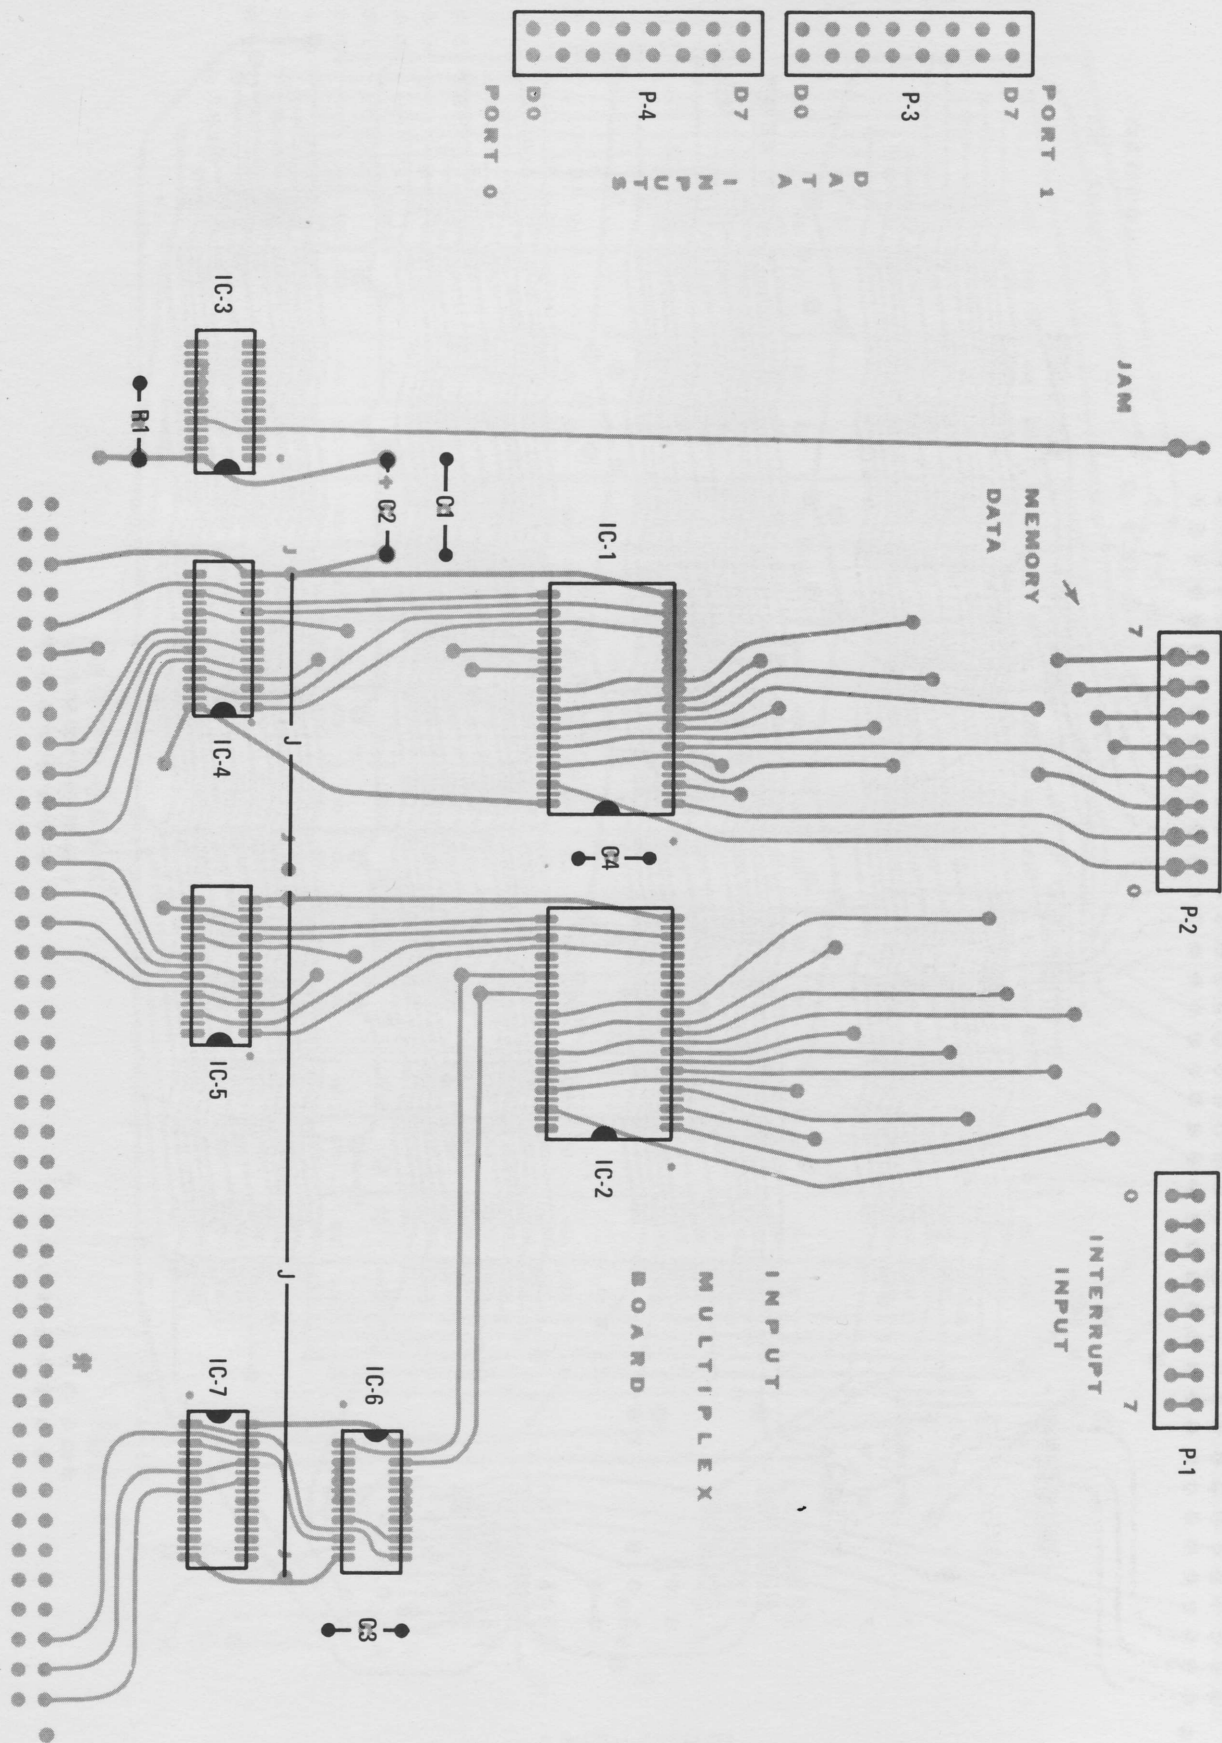 D0
P-4
D7
PORT 0
D0
P-3
D7
PORT 1
DATA INPUTS
IC-3
R1
JAM
+ C2
C1
MEMORY
DATA
IC-1
7
P-2
0
J
J
IC-4
C4
J
IC-5
IC-2
0
INTERRUPT
INPUT
7
P-1
INPUT
MULTIPLEX
BOARD
J
IC-7
IC-6
J
C3